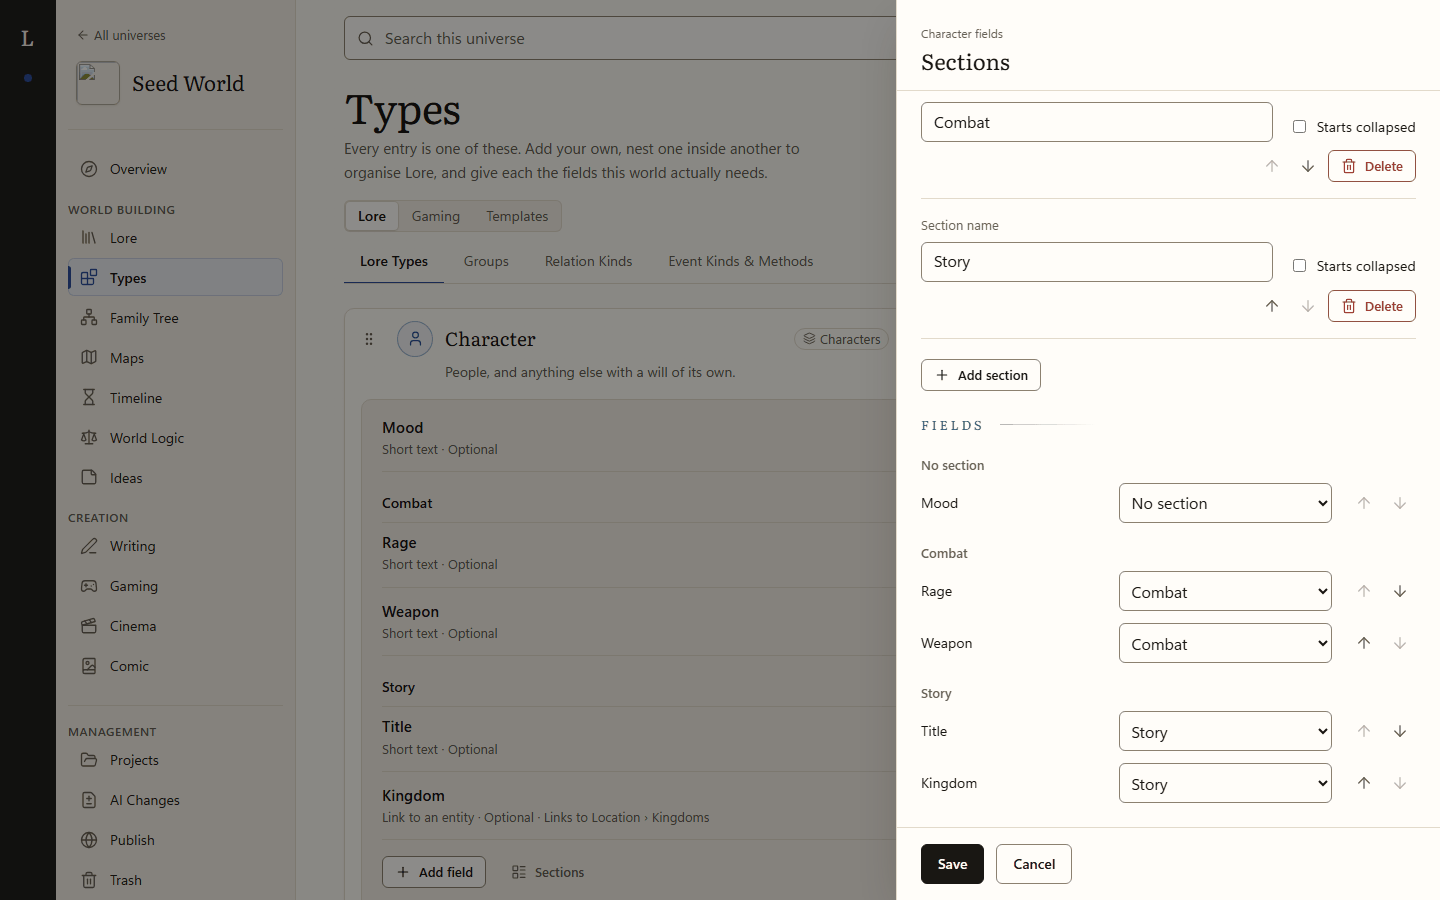 L
All universes
Seed World
Overview
WORLD BUILDING
Lore
Types
Family Tree
Maps
Timeline
World Logic
Ideas
CREATION
Writing
Gaming
Cinema
Comic
MANAGEMENT
Projects
AI Changes
Publish
Trash
Search this universe
Types
Every entry is one of these. Add your own, nest one inside another to
organise Lore, and give each the fields this world actually needs.
Lore Gaming Templates
Lore Types Groups Relation Kinds Event Kinds & Methods
Character Characters
People, and anything else with a will of its own.
Mood
Short text · Optional
Combat
Rage
Short text · Optional
Weapon
Short text · Optional
Story
Title
Short text · Optional
Kingdom
Link to an entity · Optional · Links to Location › Kingdoms
Add field Sections
Character fields
Sections
Combat Starts collapsed
Delete
Section name
Story Starts collapsed
Delete
Add section
FIELDS
No section
Mood No section
Combat
Rage Combat
Weapon Combat
Story
Title Story
Kingdom Story
Save Cancel